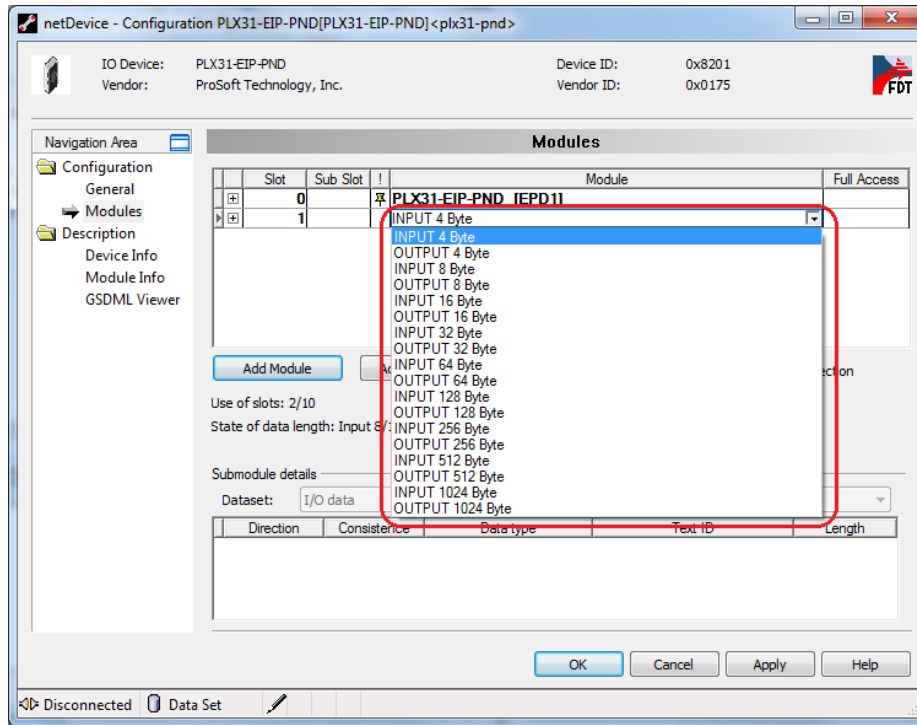 netDevice - Configuration PLX31-EIP-PND[PLX31-EIP-PND]<plx31-pnd>
IO Device: PLX31-EIP-PND Device ID: 0x8201
Vendor: ProSoft Technology, Inc. Vendor ID: 0x0175
FDT
Navigation Area
Configuration
General
Modules
Description
Device Info
Module Info
GSDML Viewer
Modules
Slot Sub Slot ! Module Full Access
0 PLX31-EIP-PND [EPD1]
1 INPUT 4 Byte
INPUT 4 Byte
OUTPUT 4 Byte
INPUT 8 Byte
OUTPUT 8 Byte
INPUT 16 Byte
OUTPUT 16 Byte
INPUT 32 Byte
OUTPUT 32 Byte
INPUT 64 Byte
OUTPUT 64 Byte
INPUT 128 Byte
OUTPUT 128 Byte
INPUT 256 Byte
OUTPUT 256 Byte
INPUT 512 Byte
OUTPUT 512 Byte
INPUT 1024 Byte
OUTPUT 1024 Byte
Add Module
Use of slots: 2/10
State of data length: Input 8/
Submodule details
Dataset: I/O data
Direction Consistence Data type Text ID Length
OK Cancel Apply Help
Disconnected Data Set